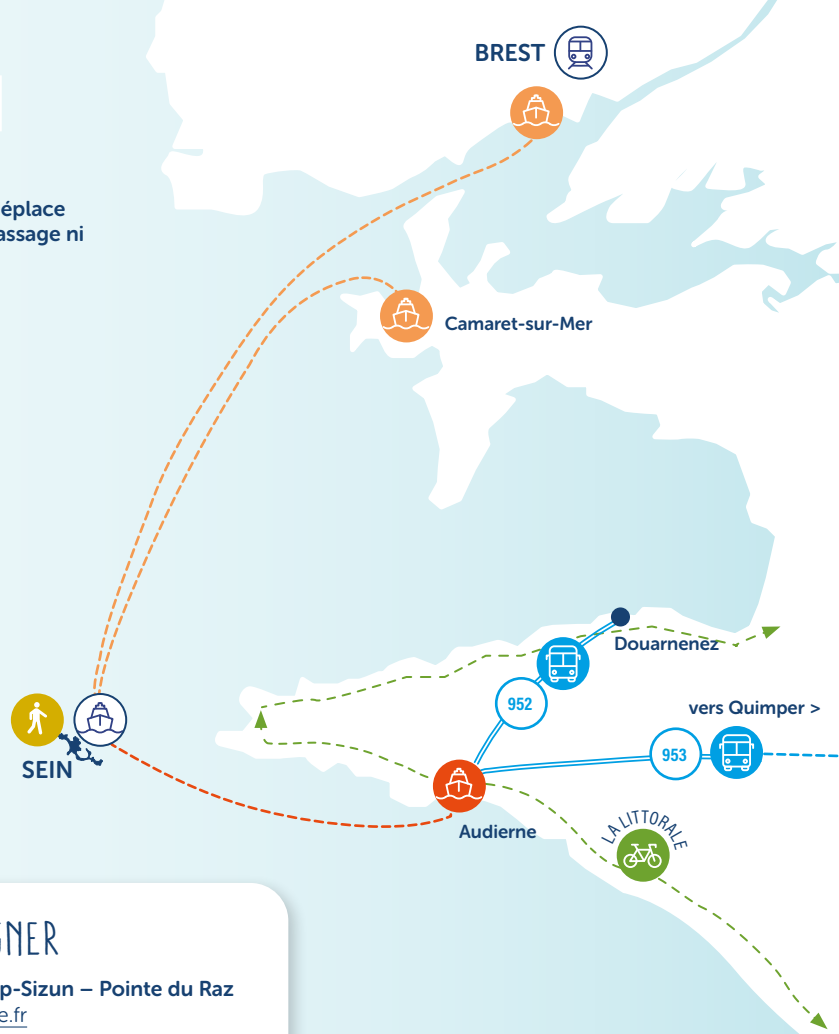 BREST
éplace
assage ni
Camaret-sur-Mer
Douarnenez
952
vers Quimper >
953
SEIN
Audierne
LA LITTORALE
GNER
p-Sizun – Pointe du Raz
e.fr